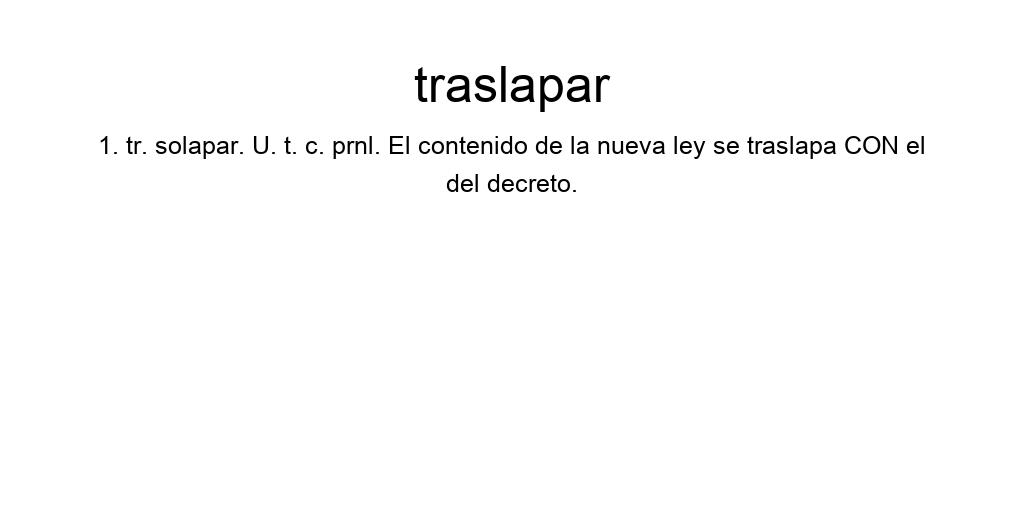 traslapar
1. tr. solapar. U. t. c. prnl. El contenido de la nueva ley se traslapa CON el
del decreto.